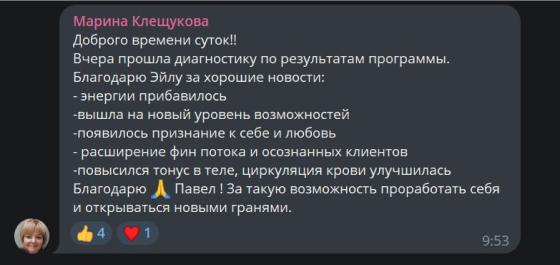 Марина Клещукова
Доброго времени суток!!
Вчера прошла диагностику по результатам программы.
Благодарю Эйлу за хорошие новости:
- энергии прибавилось
-вышла на новый уровень возможностей
-появилось признание к себе и любовь
- расширение фин потока и осознанных клиентов
-повысился тонус в теле, циркуляция крови улучшилась
Благодарю 🙏 Павел ! За такую возможность проработать себя
и открываться новыми гранями.
👍 4 ❤️ 1
9:53